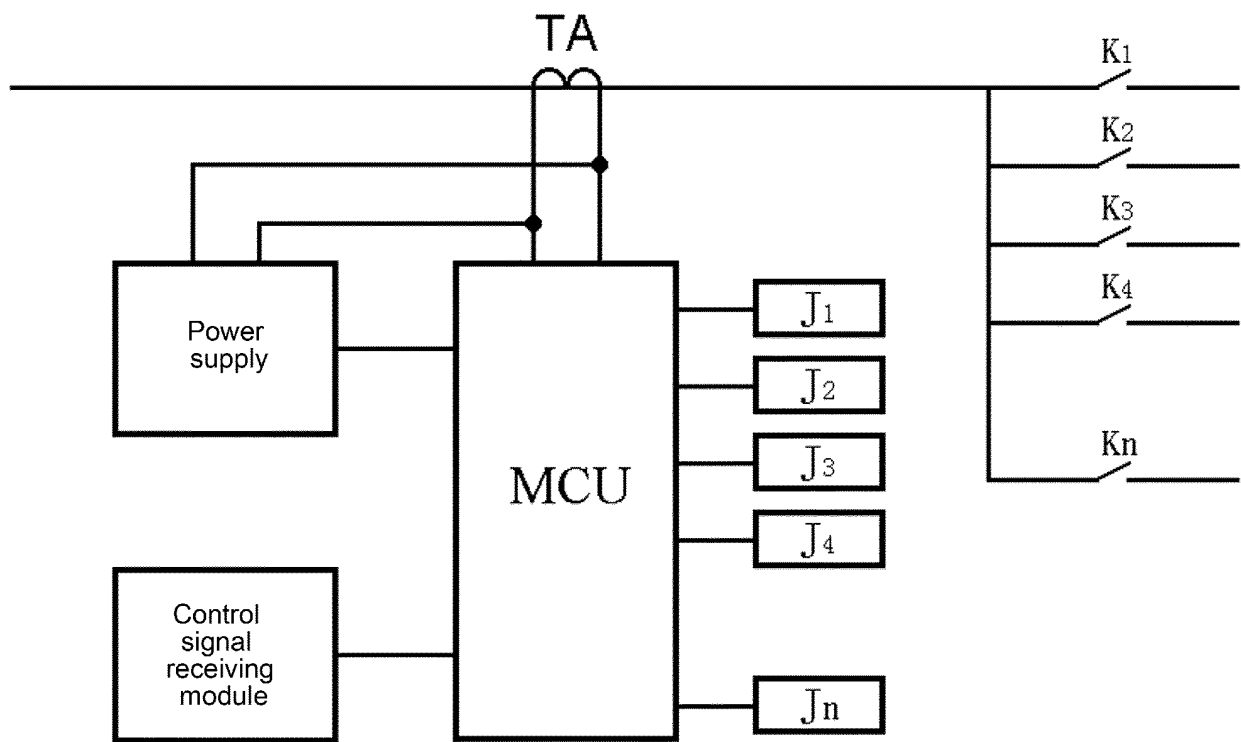 TA
K1
K2
K3
K4
Kn
Power
supply
MCU
J1
J2
J3
J4
Jn
Control
signal
receiving
module